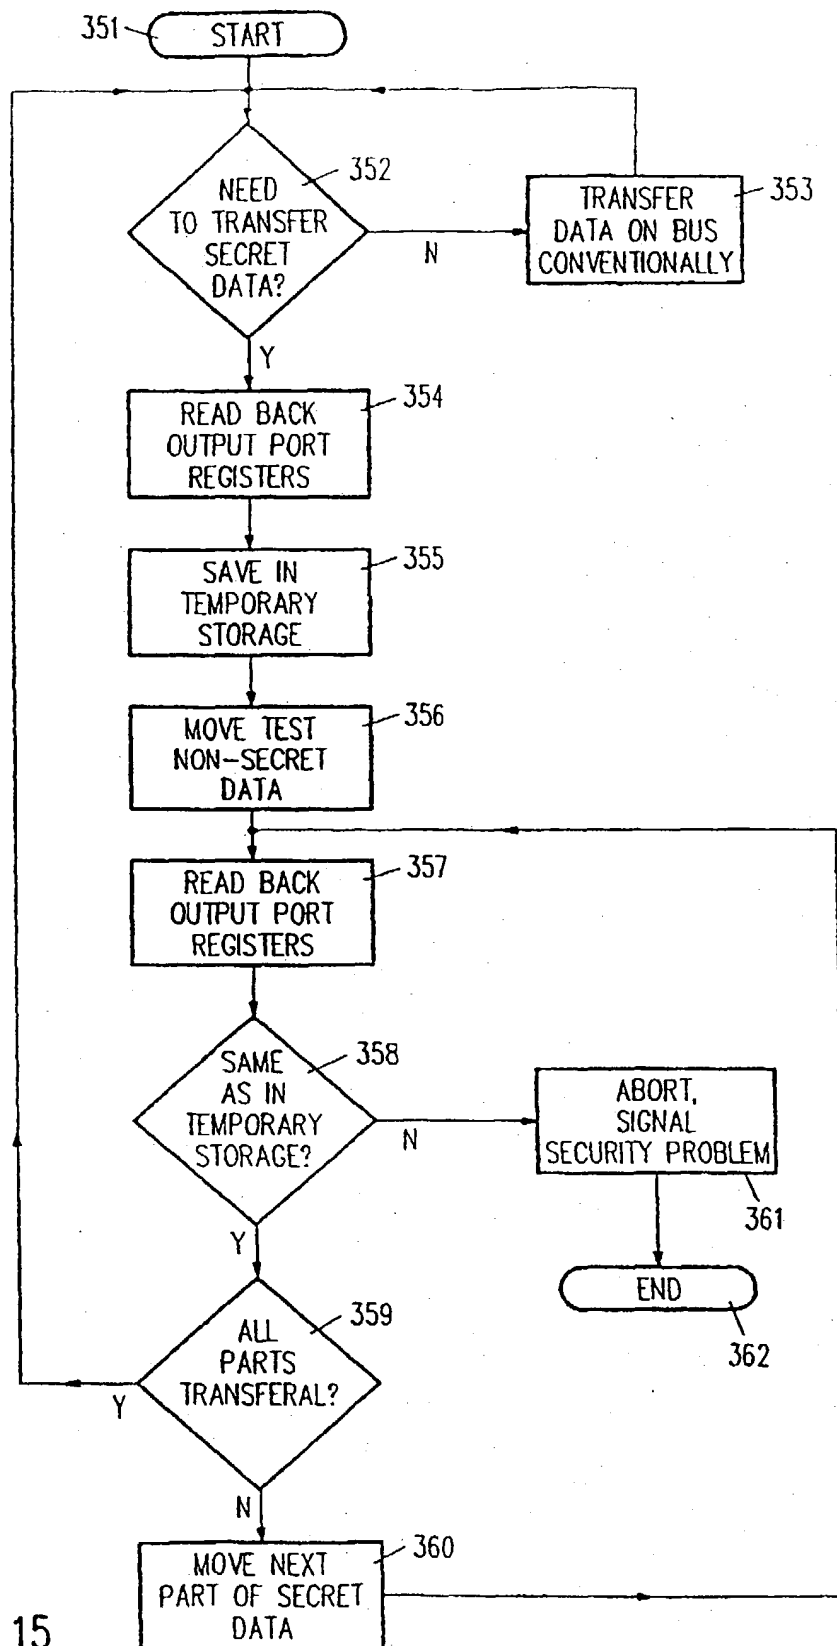 351
START
352
NEED
TO TRANSFER
SECRET
DATA?
N
353
TRANSFER
DATA ON BUS
CONVENTIONALLY
Y
354
READ BACK
OUTPUT PORT
REGISTERS
355
SAVE IN
TEMPORARY
STORAGE
356
MOVE TEST
NON-SECRET
DATA
357
READ BACK
OUTPUT PORT
REGISTERS
358
SAME
AS IN
TEMPORARY
STORAGE?
N
ABORT,
SIGNAL
SECURITY PROBLEM
361
Y
END
362
359
ALL
PARTS
TRANSFERAL?
Y
N
360
MOVE NEXT
PART OF SECRET
DATA
15